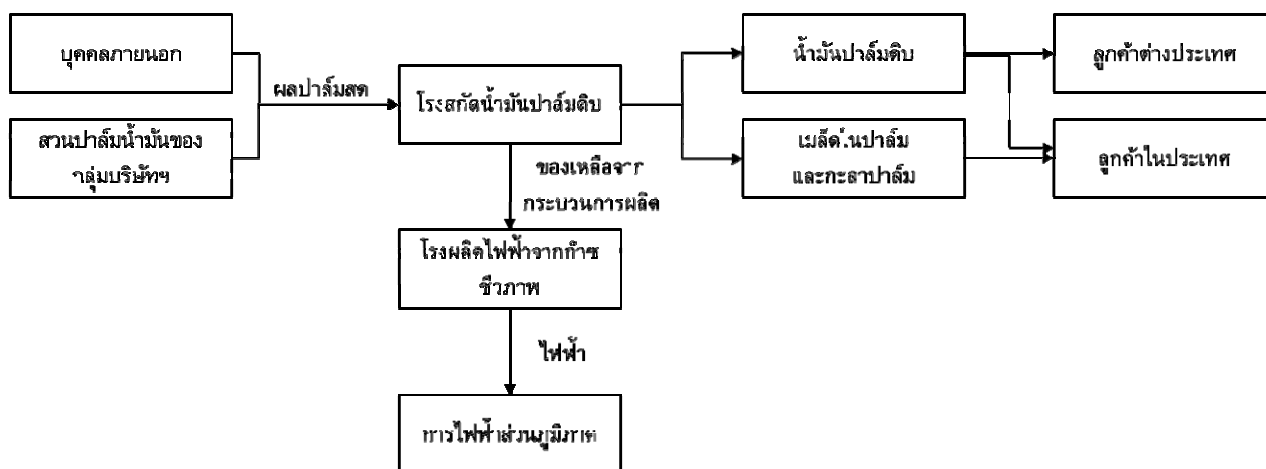 บุคคลภายนอก
ผลปาล์มสด
สวนปาล์มน้ำมันของ
กลุ่มบริษัทฯ
โรงสกัดน้ำมันปาล์มดิบ
น้ำมันปาล์มดิบ
ลูกค้าต่างประเทศ
เมล็ดในปาล์ม
และกะลาปาล์ม
ลูกค้าในประเทศ
ของเหลือจาก
กระบวนการผลิต
โรงผลิตไฟฟ้าจากก๊าซ
ชีวภาพ
ไฟฟ้า
การไฟฟ้าส่วนภูมิภาค